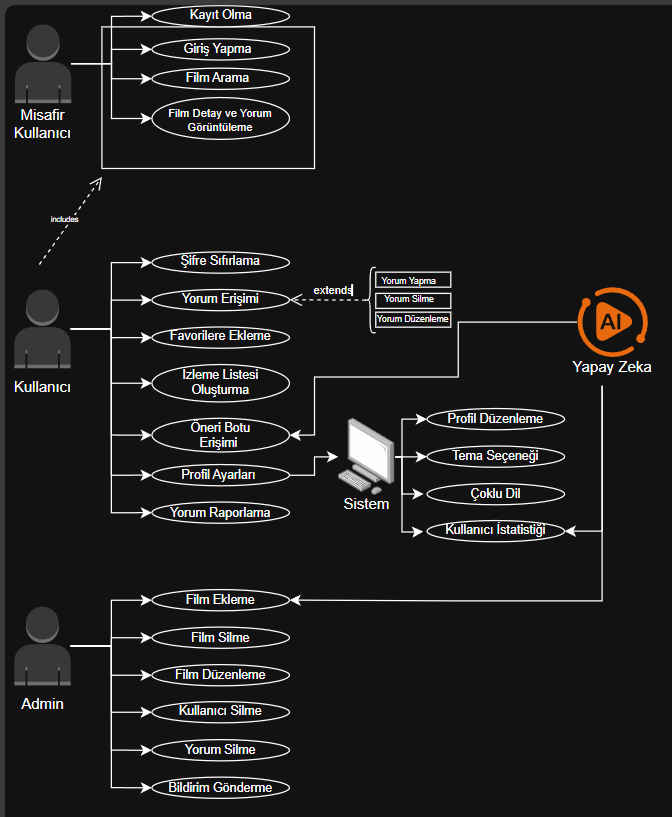 Kayıt Olma
Giriş Yapma
Film Arama
Film Detay ve Yorum
Görüntüleme
Misafir
Kullanıcı
includes
Şifre Sıfırlama
Yorum Erişimi
extends
Yorum Yapma
Yorum Silme
Yorum Düzenleme
Favorilere Ekleme
İzleme Listesi
Oluşturma
Öneri Botu
Erişimi
Profil Ayarları
Yorum Raporlama
Kullanıcı
AI
Yapay Zeka
Sistem
Profil Düzenleme
Tema Seçeneği
Çoklu Dil
Kullanıcı İstatistiği
Film Ekleme
Film Silme
Film Düzenleme
Kullanıcı Silme
Yorum Silme
Bildirim Gönderme
Admin